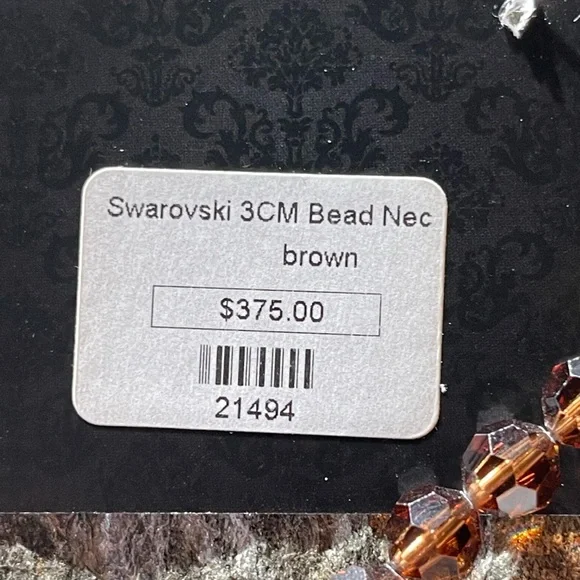 Swarovski 3CM Bead Nec
brown
$375.00
21494